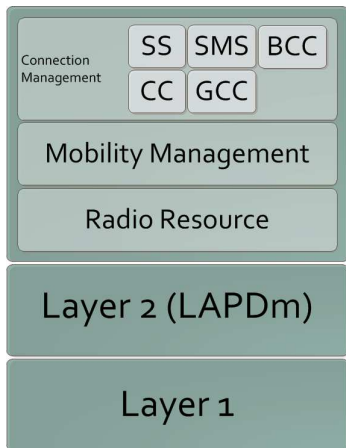 Connection
Management
SS SMS BCC
CC GCC
Mobility Management
Radio Resource
Layer 2 (LAPDm)
Layer 1